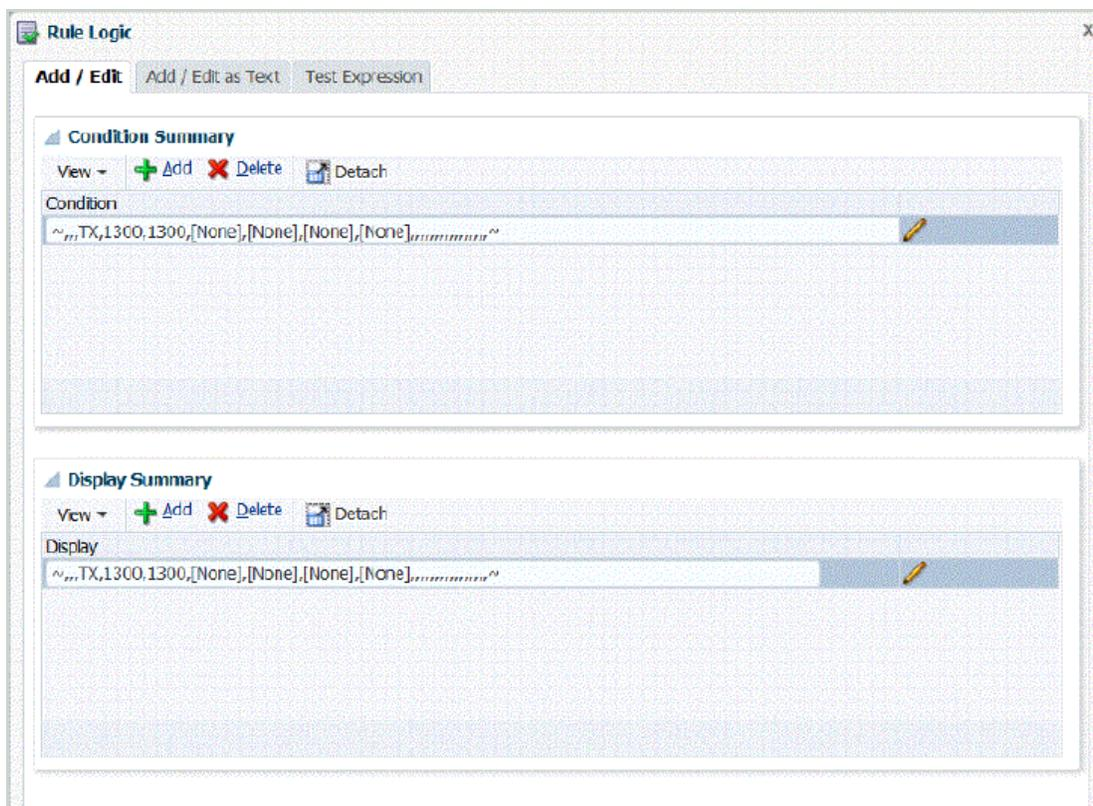 Rule Logic x
Add / Edit Add / Edit as Text Test Expression
Condition Summary
View Add Delete Detach
Condition
~,,,TX,1300,1300,[None],[None],[None],[None],,,,,,,,,,,,,,,,~
Display Summary
View Add Delete Detach
Display
~,,,TX,1300,1300,[None],[None],[None],[None],,,,,,,,,,,,,,,,~